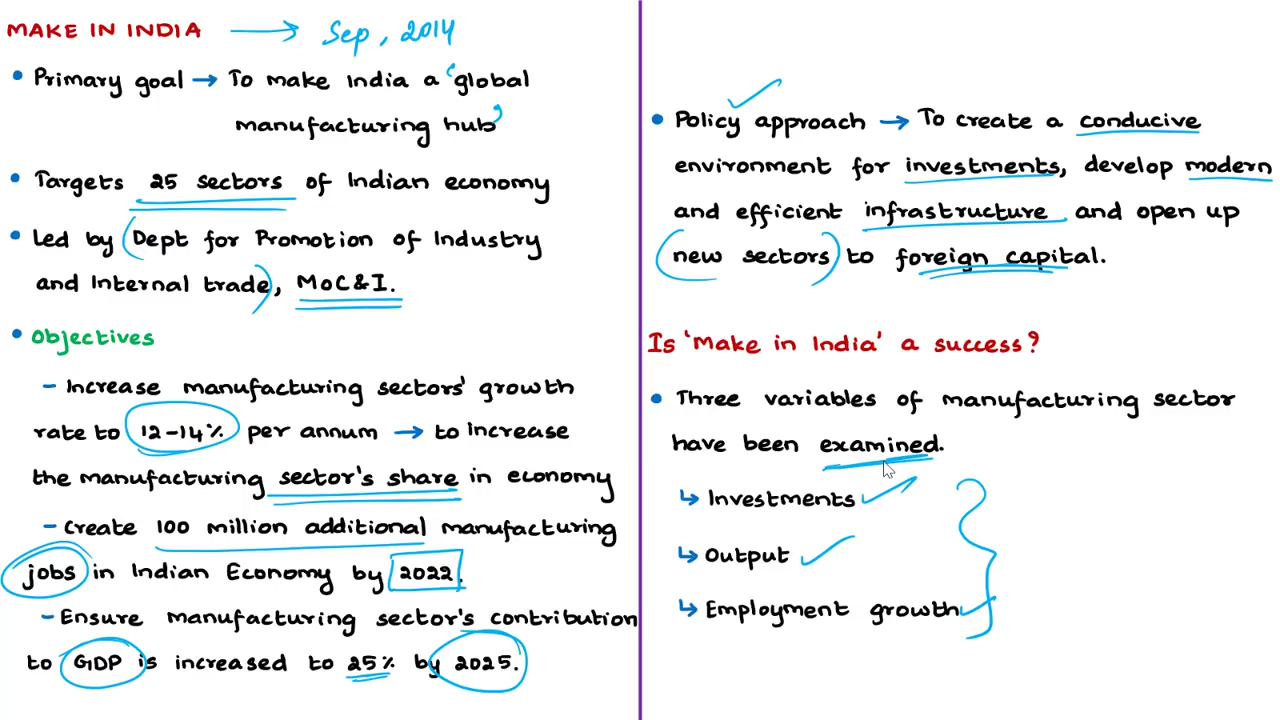 MAKE IN INDIA → Sep, 2014
• Primary goal → To make India a 'global
manufacturing hub'
• Targets 25 sectors of Indian economy
• Led by (Dept for Promotion of Industry
and Internal trade), MoC&I.
• Objectives
- Increase manufacturing sectors' growth
rate to 12-14% per annum → to increase
the manufacturing sector's share in economy
- Create 100 million additional manufacturing
jobs in Indian Economy by 2022.
- Ensure manufacturing sector's contribution
to GDP is increased to 25% by 2025.
• Policy approach → To create a conducive
environment for investments, develop modern
and efficient infrastructure and open up
(new sectors) to foreign capital.
Is 'Make in India' a success?
• Three variables of manufacturing sector
have been examined.
↳ Investments
↳ Output
↳ Employment growth